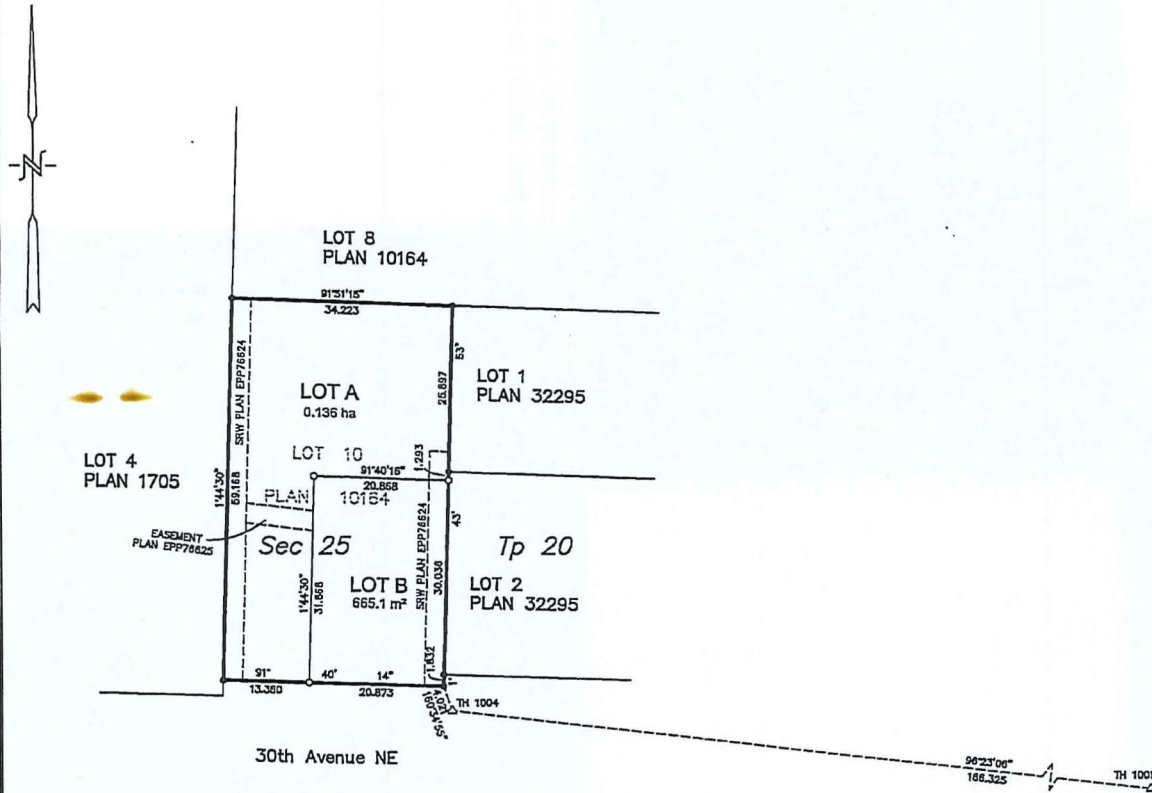 N
LOT 8
PLAN 10164
91°51'15"
34.223
SRW PLAN EPP76624
53"
25.697
LOT A
0.136 ha
LOT 1
PLAN 32295
LOT 10
1.293
91°40'15"
20.858
LOT 4
PLAN 1705
1°44'30"
59.168
PLAN 10164
EASEMENT
PLAN EPP76625
Sec 25
Tp 20
43'
30.036
SRW PLAN EPP76624
1°44'30"
31.868
LOT B
665.1 m²
LOT 2
PLAN 32295
1.832
91°
40'
14"
1°
13.360
20.873
TH 1004
30th Avenue NE
96°23'06"
166.325